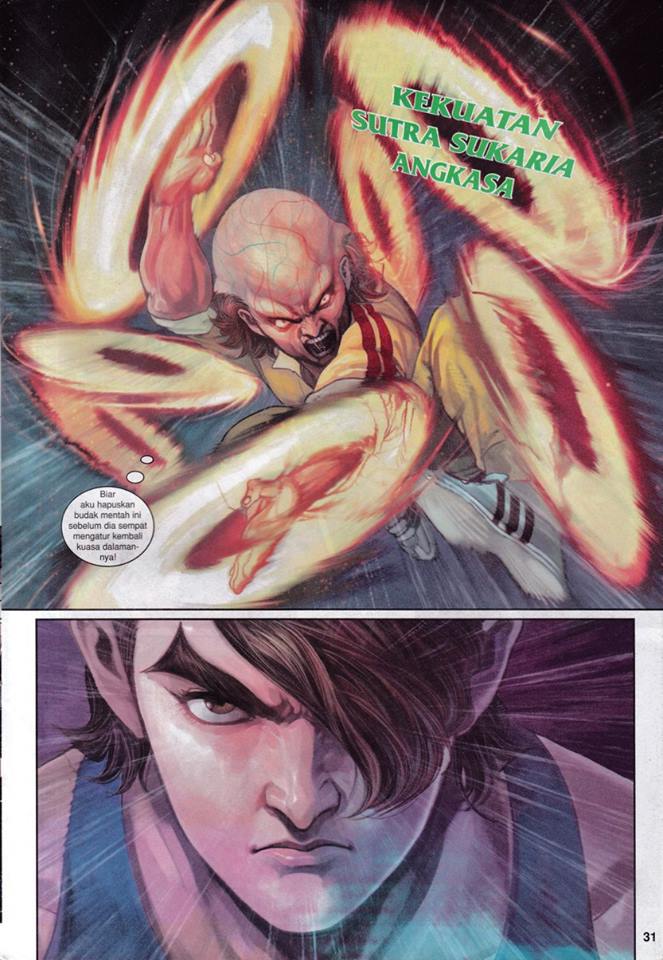 KEKUATAN
SUTRA SUKARIA
ANGKASA
Biar
aku hapuskan
budak mentah ini
sebelum dia sempat
mengatur kembali
kuasa dalaman-
nya!
31